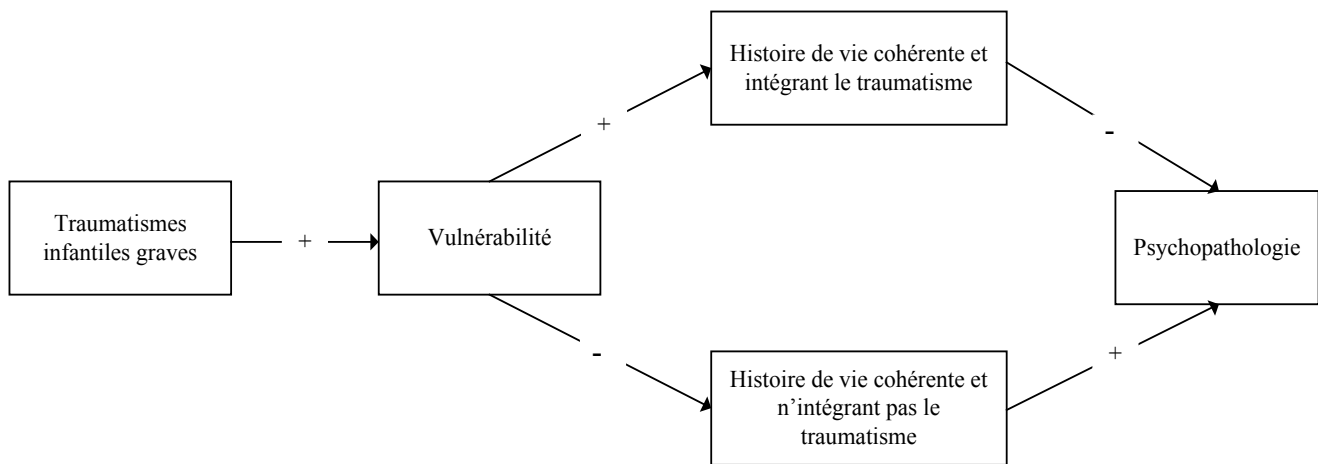 Histoire de vie cohérente et
intégrant le traumatisme
+
-
Traumatismes
infantiles graves
+
Vulnérabilité
Psychopathologie
-
+
Histoire de vie cohérente et
n’intégrant pas le
traumatisme